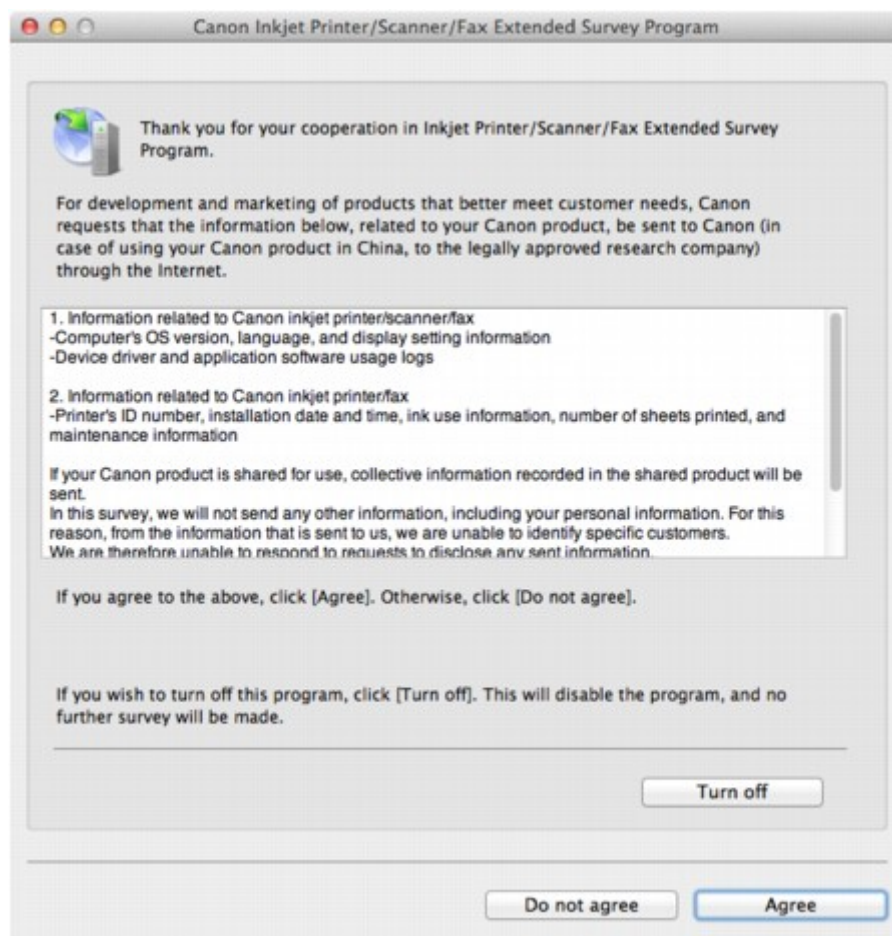 Canon Inkjet Printer/Scanner/Fax Extended Survey Program
Thank you for your cooperation in Inkjet Printer/Scanner/Fax Extended Survey
Program.
For development and marketing of products that better meet customer needs, Canon
requests that the information below, related to your Canon product, be sent to Canon (in
case of using your Canon product in China, to the legally approved research company)
through the Internet.
1. Information related to Canon inkjet printer/scanner/fax
-Computer's OS version, language, and display setting information
-Device driver and application software usage logs
2. Information related to Canon inkjet printer/fax
-Printer's ID number, installation date and time, ink use information, number of sheets printed, and
maintenance information
If your Canon product is shared for use, collective information recorded in the shared product will be
sent.
In this survey, we will not send any other information, including your personal information. For this
reason, from the information that is sent to us, we are unable to identify specific customers.
We are therefore unable to respond to requests to disclose any sent information.
If you agree to the above, click [Agree]. Otherwise, click [Do not agree].
If you wish to turn off this program, click [Turn off]. This will disable the program, and no
further survey will be made.
Turn off
Do not agree
Agree